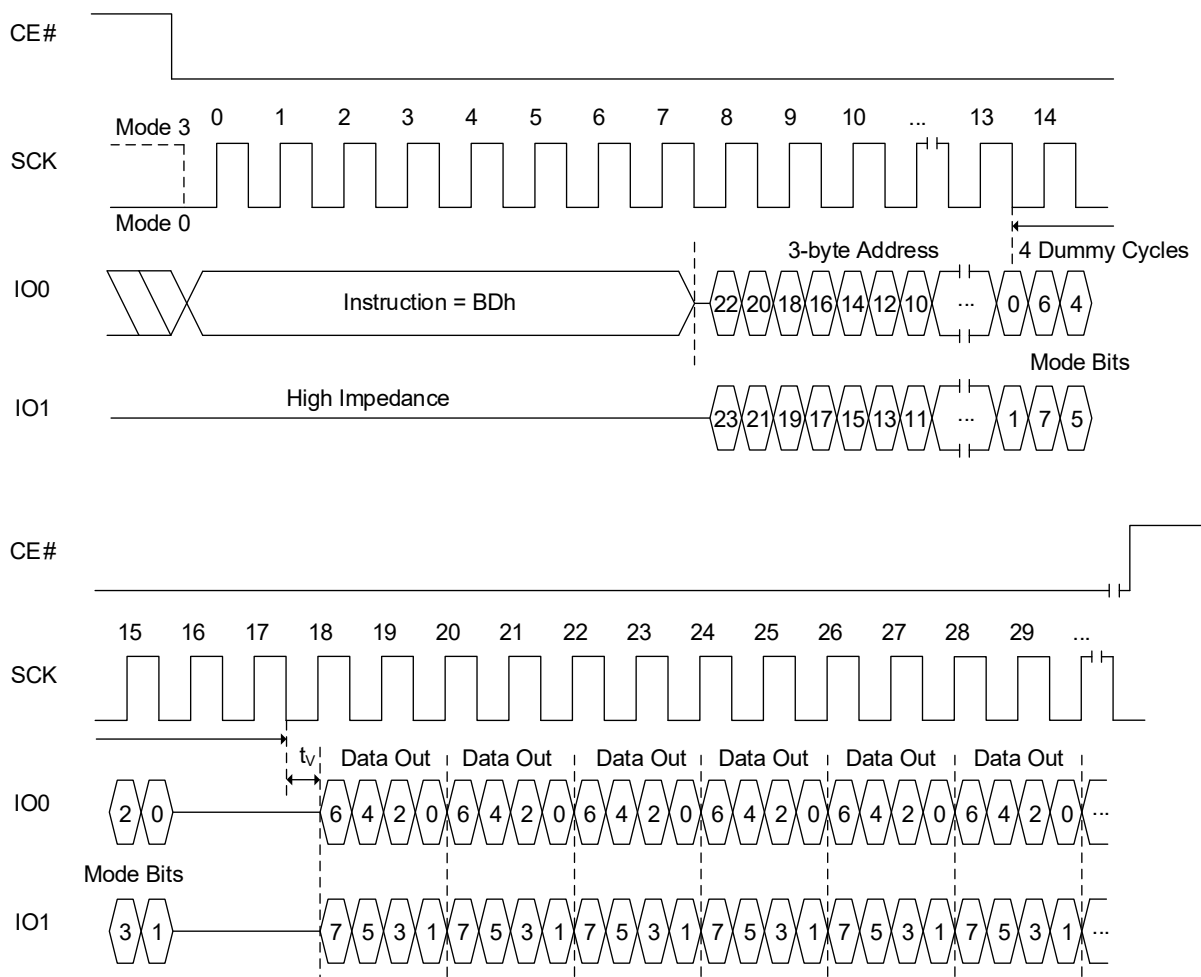 CE#
0 1 2 3 4 5 6 7 8 9 10 ... 13 14
Mode 3
SCK
Mode 0
3-byte Address 4 Dummy Cycles
IO0 Instruction = BDh 22 20 18 16 14 12 10 ... 0 6 4
Mode Bits
IO1 High Impedance 23 21 19 17 15 13 11 ... 1 7 5
CE#
15 16 17 18 19 20 21 22 23 24 25 26 27 28 29 ...
SCK
tV Data Out Data Out Data Out Data Out Data Out Data Out
IO0 2 0 6 4 2 0 6 4 2 0 6 4 2 0 6 4 2 0 6 4 2 0 6 4 2 0 ...
Mode Bits
IO1 3 1 7 5 3 1 7 5 3 1 7 5 3 1 7 5 3 1 7 5 3 1 7 5 3 1 ...